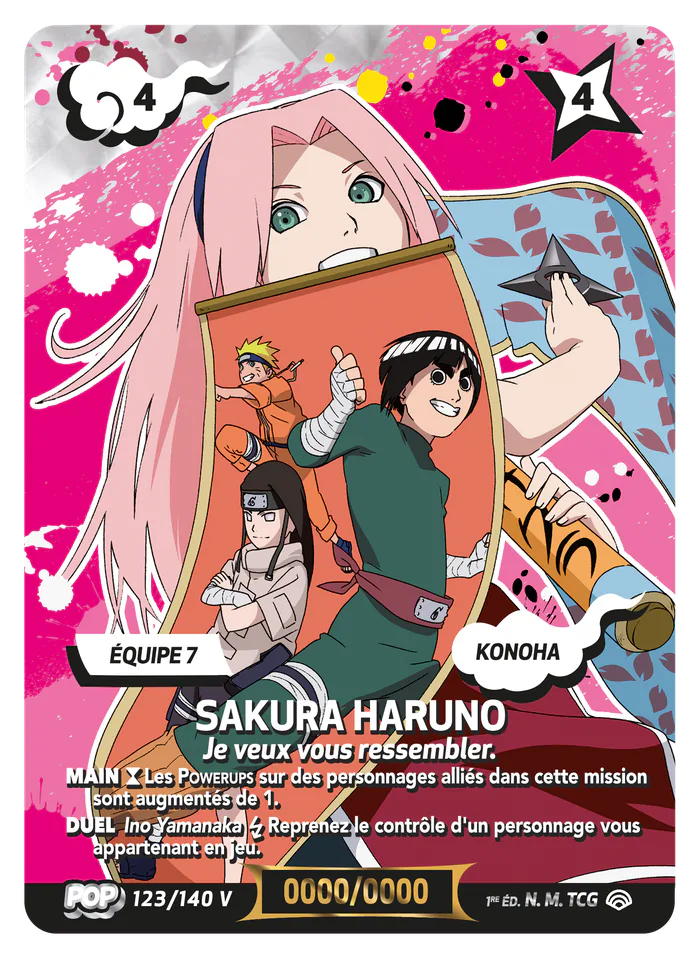 4
4
ÉQUIPE 7
KONOHA
SAKURA HARUNO
Je veux vous ressembler.
MAIN Les POWERUPS sur des personnages alliés dans cette mission
sont augmentés de 1.
DUEL Ino Yamanaka Reprenez le contrôle d'un personnage vous
appartenant en jeu.
POP 123/140 V
0000/0000
1RE ÉD. N. M. TCG